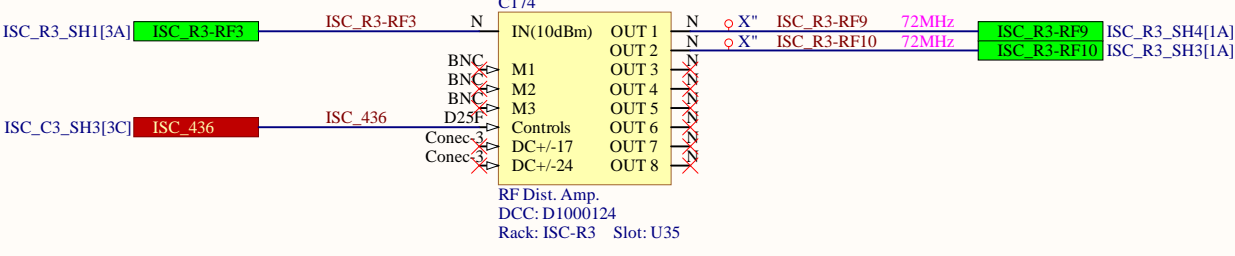 C174
ISC_R3_SH1[3A] ISC_R3-RF3 ISC_R3-RF3 N IN(10dBm) OUT 1 N X" ISC_R3-RF9 72MHz ISC_R3-RF9 ISC_R3_SH4[1A]
OUT 2 N X" ISC_R3-RF10 72MHz ISC_R3-RF10 ISC_R3_SH3[1A]
BNC M1 OUT 3 N
BNC M2 OUT 4 N
BNC M3 OUT 5 N
ISC_C3_SH3[3C] ISC_436 ISC_436 D25F Controls OUT 6 N
Conec-3 DC+/-17 OUT 7 N
Conec-3 DC+/-24 OUT 8 N
RF Dist. Amp.
DCC: D1000124
Rack: ISC-R3 Slot: U35